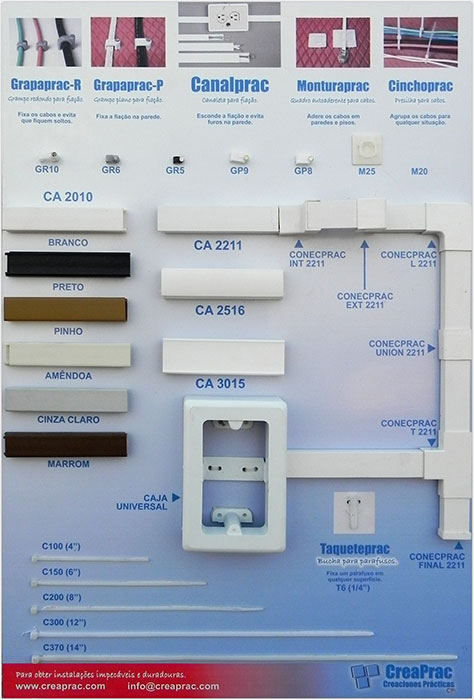 Grapaprac-R
Grampo redondo para fiação.
Fixa os cabos e evita
que fiquem soltos.
Grapaprac-P
Grampo plano para fiação.
Fixa a fiação na parede.
Canalprac
Canaleta para fiação.
Esconde a fiação e evita
furos na parede.
Monturaprac
Quadro autoaderente para cabos.
Adere os cabos em
paredes e pisos.
Cinchoprac
Presilha para cabos.
Agrupa os cabos para
qualquer situação.
GR10
GR6
GR5
GP9
GP8
M25
M20
CA 2010
BRANCO
PRETO
PINHO
AMÊNDOA
CINZA CLARO
MARROM
CA 2211
CA 2516
CA 3015
CONECPRAC
INT 2211
CONECPRAC
EXT 2211
CONECPRAC
L 2211
CONECPRAC
UNION 2211
CONECPRAC
T 2211
CAJA
UNIVERSAL
CONECPRAC
FINAL 2211
Taqueteprac
Bucha para parafusos.
Fixa um parafuso em
qualquer superfície.
T6 (1/4")
C100 (4")
C150 (6")
C200 (8")
C300 (12")
C370 (14")
Para obter instalações impecáveis e duradouras.
www.creaprac.com info@creaprac.com
CreaPrac
Creaciones Prácticas